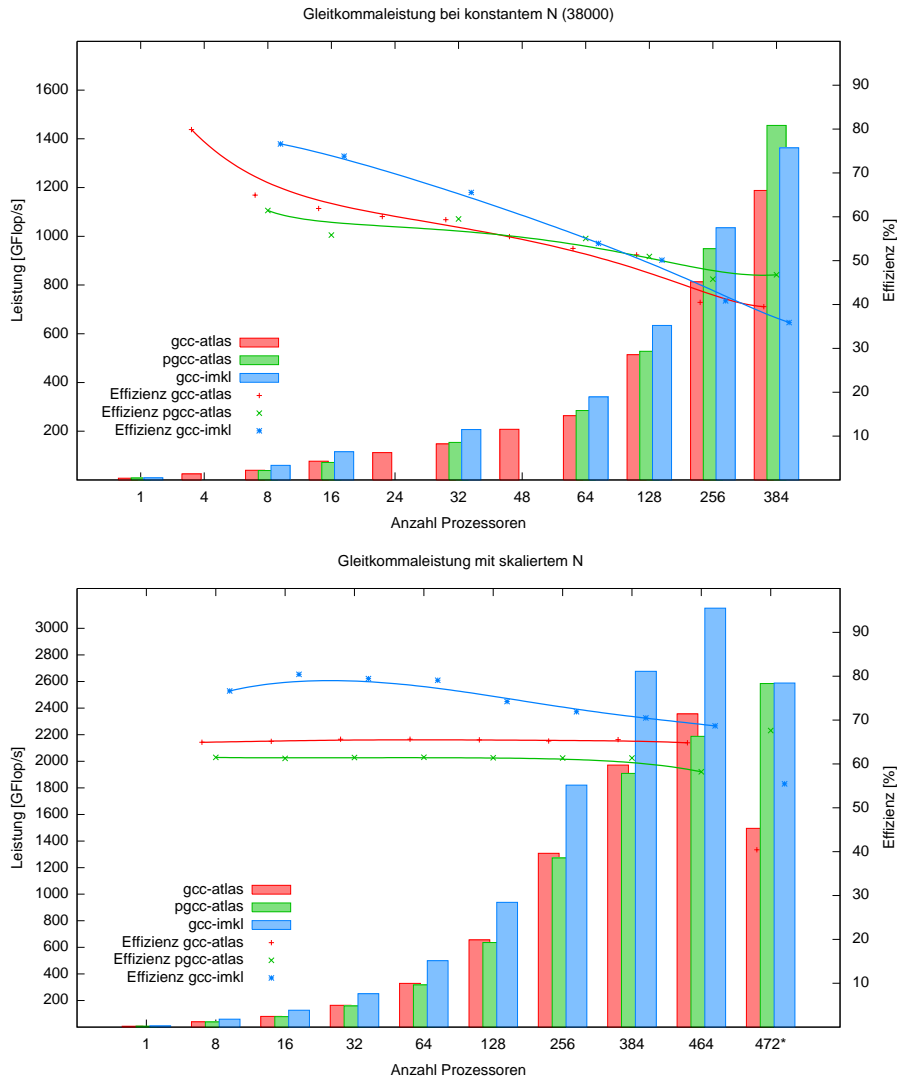 Gleitkommaleistung bei konstantem N (38000)
1600
1400
1200
1000
800
600
400
200
Leistung [GFlop/s]
90
80
70
60
50
40
30
20
10
Effizienz [%]
gcc-atlas
pgcc-atlas
gcc-imkl
Effizienz gcc-atlas
Effizienz pgcc-atlas
Effizienz gcc-imkl
1 4 8 16 24 32 48 64 128 256 384
Anzahl Prozessoren
Gleitkommaleistung mit skaliertem N
3000
2800
2600
2400
2200
2000
1800
1600
1400
1200
1000
800
600
400
200
Leistung [GFlop/s]
90
80
70
60
50
40
30
20
10
Effizienz [%]
gcc-atlas
pgcc-atlas
gcc-imkl
Effizienz gcc-atlas
Effizienz pgcc-atlas
Effizienz gcc-imkl
1 8 16 32 64 128 256 384 464 472*
Anzahl Prozessoren